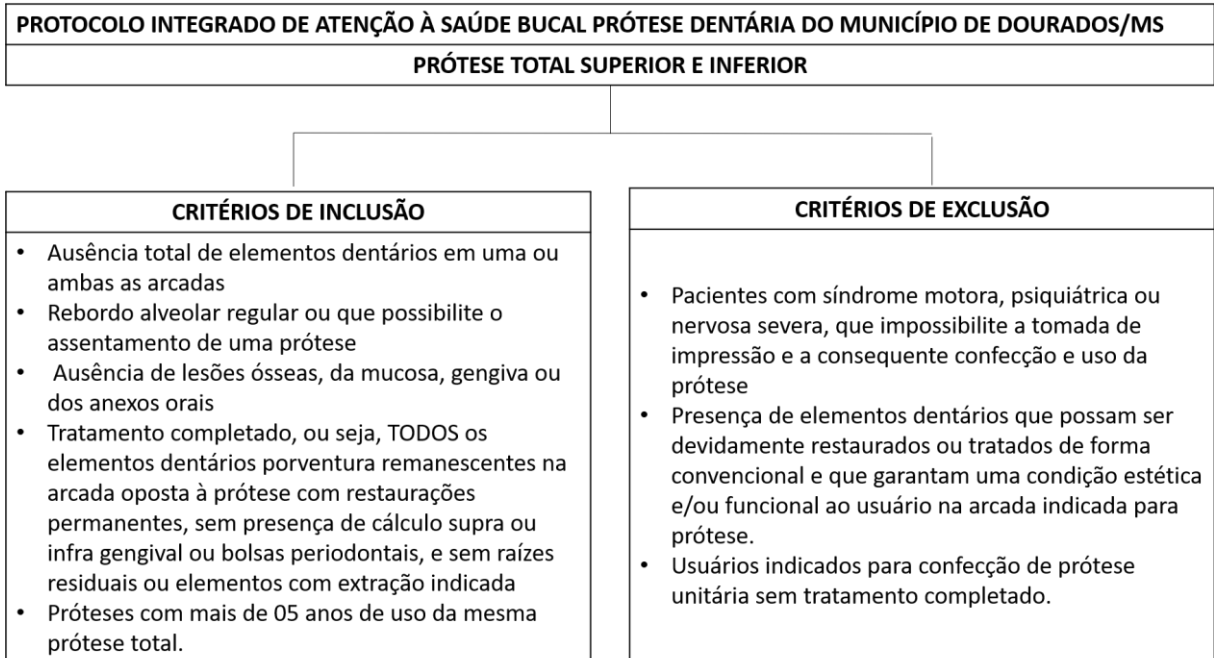 PROTOCOLO INTEGRADO DE ATENÇÃO À SAÚDE BUCAL PRÓTESE DENTÁRIA DO MUNICÍPIO DE DOURADOS/MS
PRÓTESE TOTAL SUPERIOR E INFERIOR
CRITÉRIOS DE INCLUSÃO
• Ausência total de elementos dentários em uma ou
ambas as arcadas
• Rebordo alveolar regular ou que possibilite o
assentamento de uma prótese
• Ausência de lesões ósseas, da mucosa, gengiva ou
dos anexos orais
• Tratamento completado, ou seja, TODOS os
elementos dentários porventura remanescentes na
arcada oposta à prótese com restaurações
permanentes, sem presença de cálculo supra ou
infra gengival ou bolsas periodontais, e sem raízes
residuais ou elementos com extração indicada
• Próteses com mais de 05 anos de uso da mesma
prótese total.
CRITÉRIOS DE EXCLUSÃO
• Pacientes com síndrome motora, psiquiátrica ou
nervosa severa, que impossibilite a tomada de
impressão e a consequente confecção e uso da
prótese
• Presença de elementos dentários que possam ser
devidamente restaurados ou tratados de forma
convencional e que garantam uma condição estética
e/ou funcional ao usuário na arcada indicada para
prótese.
• Usuários indicados para confecção de prótese
unitária sem tratamento completado.